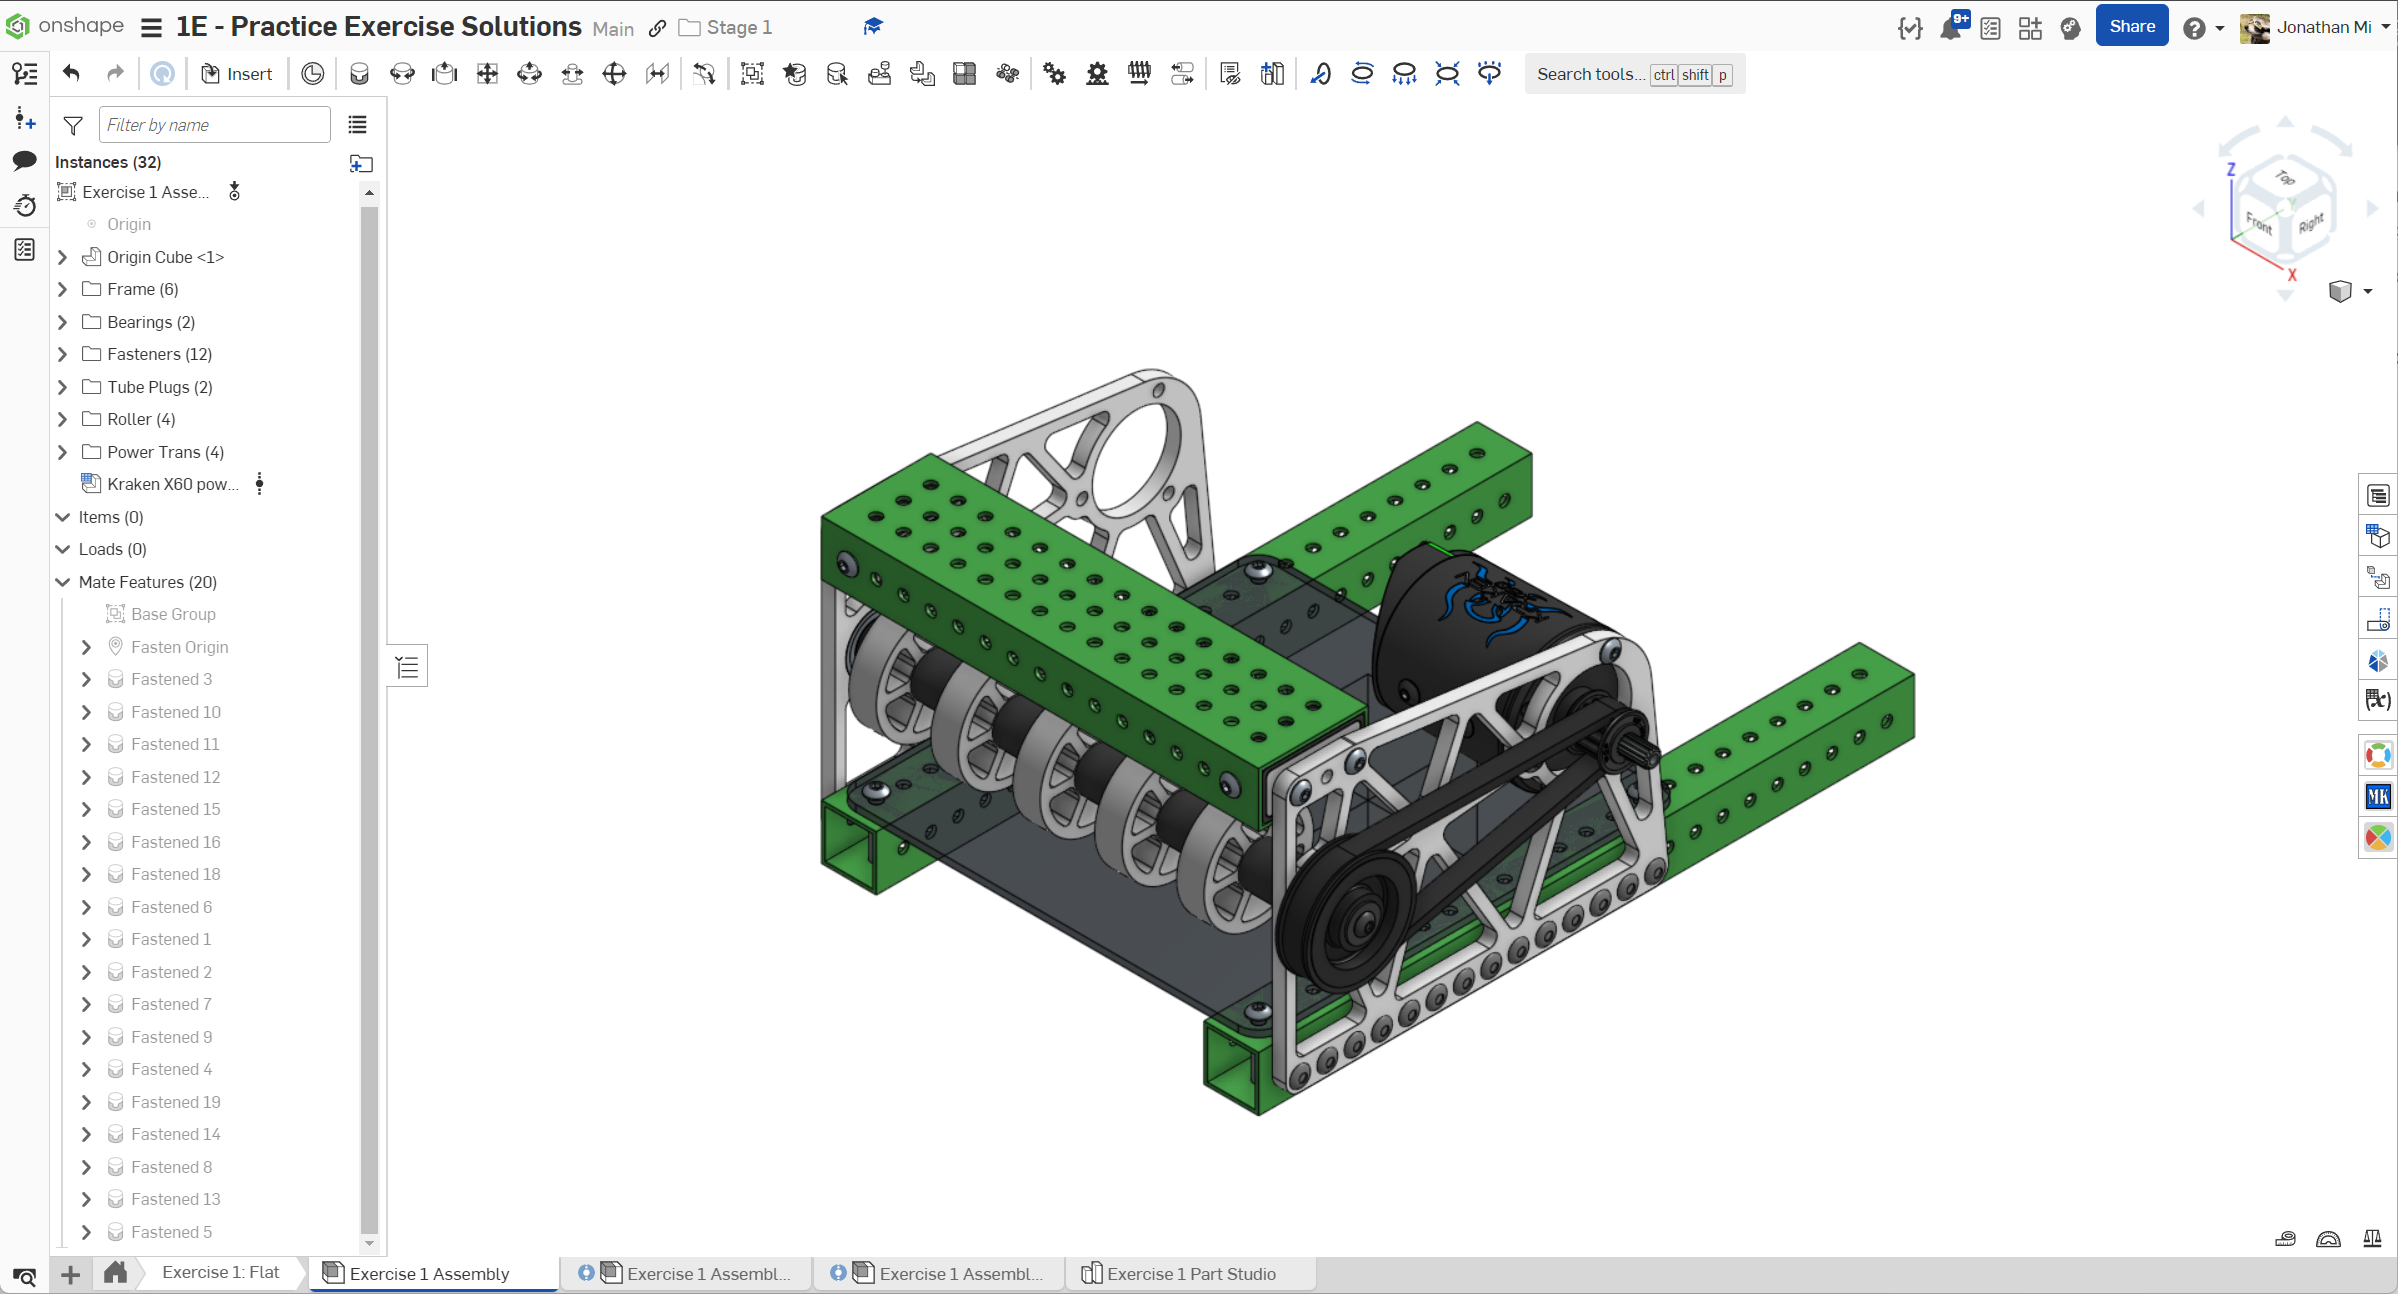 onshape
1E - Practice Exercise Solutions Main Stage 1
9+
Share
Jonathan Mi
Insert
Search tools... ctrl shift p
Filter by name
Instances (32)
Exercise 1 Asse...
Origin
Origin Cube <1>
Frame (6)
Bearings (2)
Fasteners (12)
Tube Plugs (2)
Roller (4)
Power Trans (4)
Kraken X60 pow...
Items (0)
Loads (0)
Mate Features (20)
Base Group
Fasten Origin
Fastened 3
Fastened 10
Fastened 11
Fastened 12
Fastened 15
Fastened 16
Fastened 18
Fastened 6
Fastened 1
Fastened 2
Fastened 7
Fastened 9
Fastened 4
Fastened 19
Fastened 14
Fastened 8
Fastened 13
Fastened 5
Z
Top
Y
Front
Right
X
(x)
MK
Exercise 1: Flat
Exercise 1 Assembly
Exercise 1 Assembl...
Exercise 1 Assembl...
Exercise 1 Part Studio